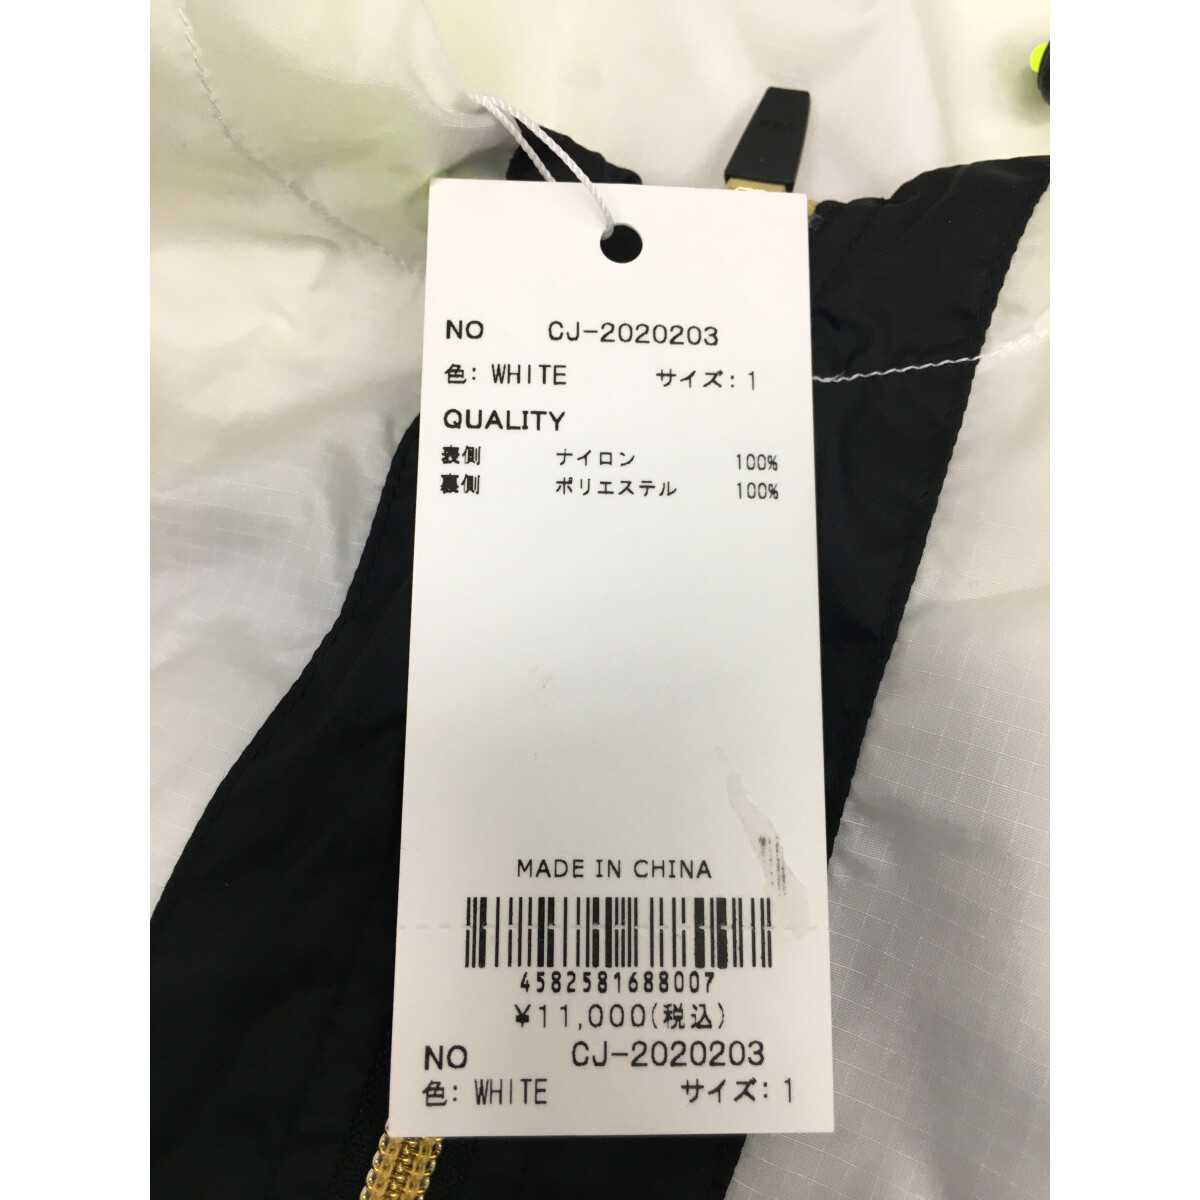 NO CJ-2020203
色: WHITE サイズ: 1
QUALITY
表側 ナイロン 100%
裏側 ポリエステル 100%
MADE IN CHINA
4582581688007
¥11,000(税込)
NO CJ-2020203
色: WHITE サイズ: 1